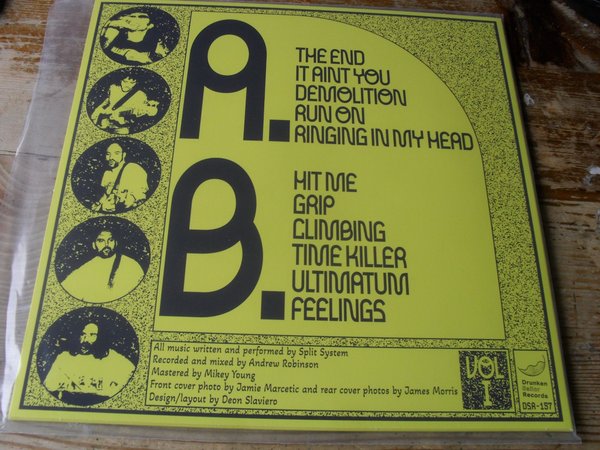 A.
THE END
IT AINT YOU
DEMOLITION
RUN ON
RINGING IN MY HEAD
B.
HIT ME
GRIP
CLIMBING
TIME KILLER
ULTIMATUM
FEELINGS
All music written and performed by Split System
Recorded and mixed by Andrew Robinson
Mastered by Mikey Young
Front cover photo by Jamie Marcetic and rear cover photos by James Morris
Design/layout by Deon Slaviero
VOL
1
Drunken
Sailor
Records
DSR-157